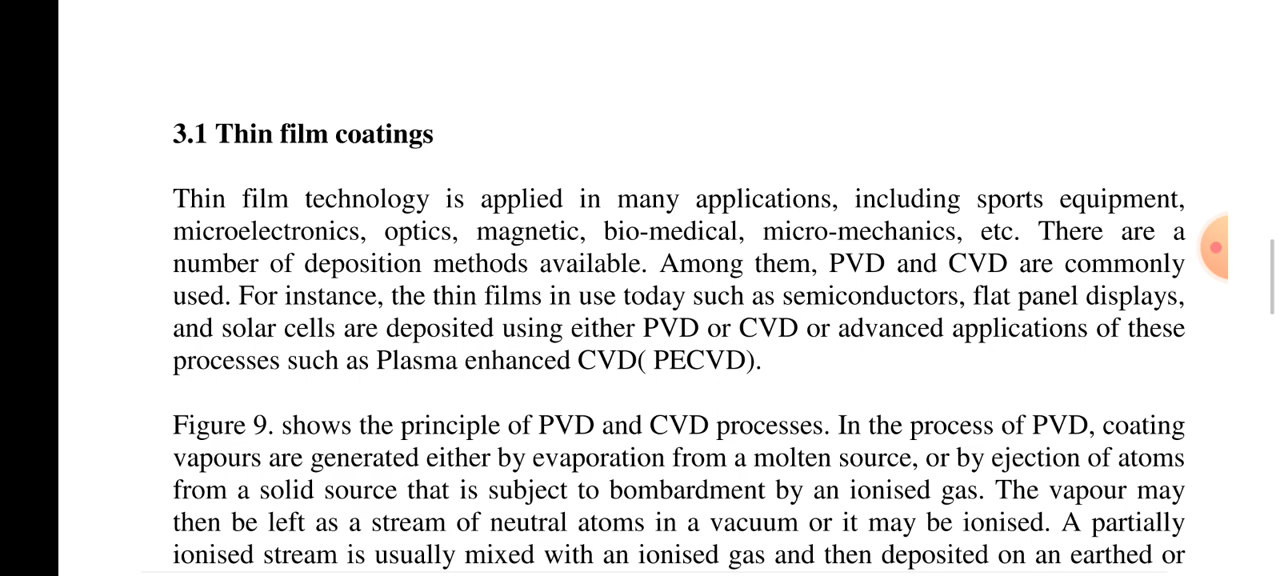 3.1 Thin film coatings
Thin film technology is applied in many applications, including sports equipment,
microelectronics, optics, magnetic, bio-medical, micro-mechanics, etc. There are a
number of deposition methods available. Among them, PVD and CVD are commonly
used. For instance, the thin films in use today such as semiconductors, flat panel displays,
and solar cells are deposited using either PVD or CVD or advanced applications of these
processes such as Plasma enhanced CVD( PECVD).
Figure 9. shows the principle of PVD and CVD processes. In the process of PVD, coating
vapours are generated either by evaporation from a molten source, or by ejection of atoms
from a solid source that is subject to bombardment by an ionised gas. The vapour may
then be left as a stream of neutral atoms in a vacuum or it may be ionised. A partially
ionised stream is usually mixed with an ionised gas and then deposited on an earthed or